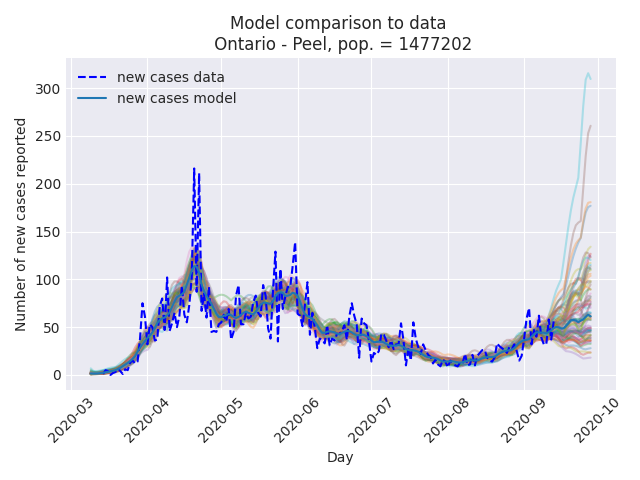 Model comparison to data
Ontario - Peel, pop. = 1477202
new cases data
new cases model
Number of new cases reported
300
250
200
150
100
50
0
2020-03
2020-04
2020-05
2020-06
2020-07
2020-08
2020-09
2020-10
Day